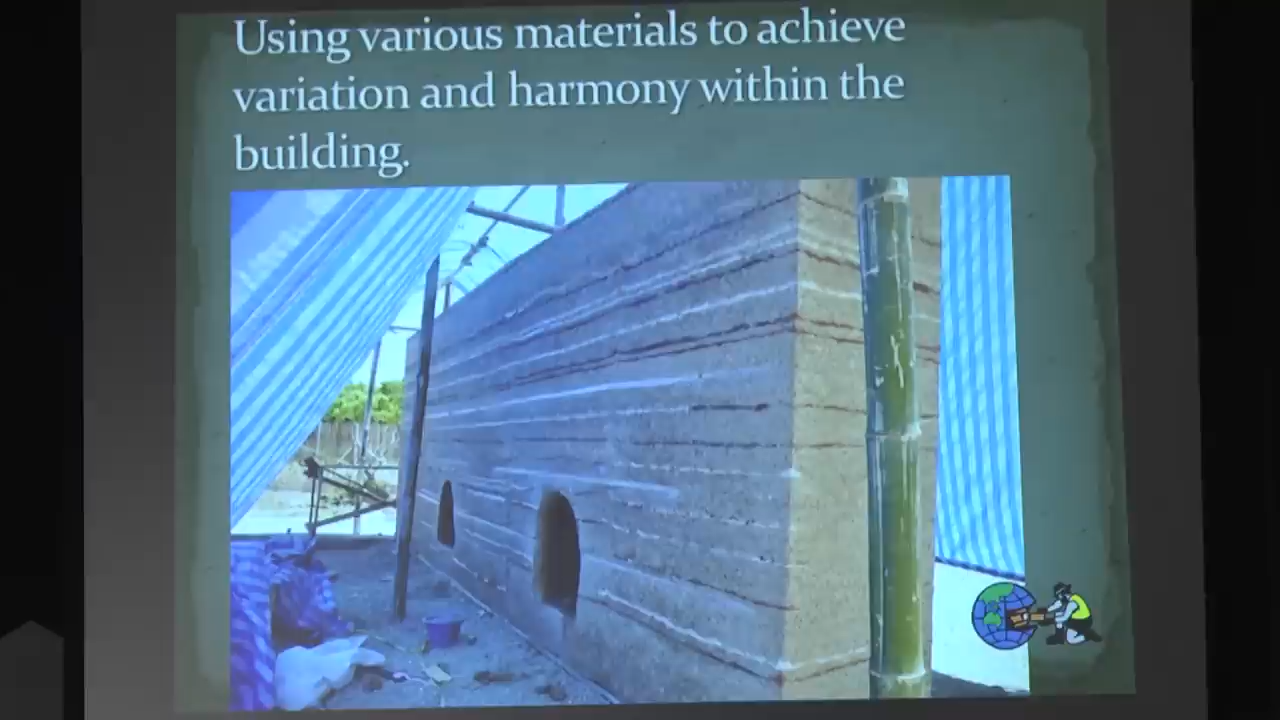 Using various materials to achieve
variation and harmony within the
building.